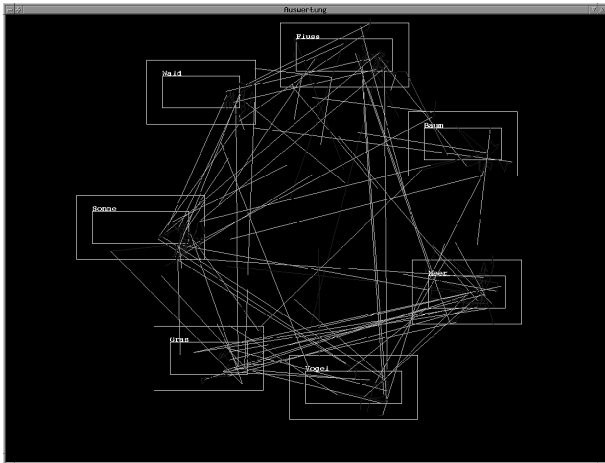 Auswertung
Fluss
Wald
Baum
Sonne
Meer
Gras
Vogel